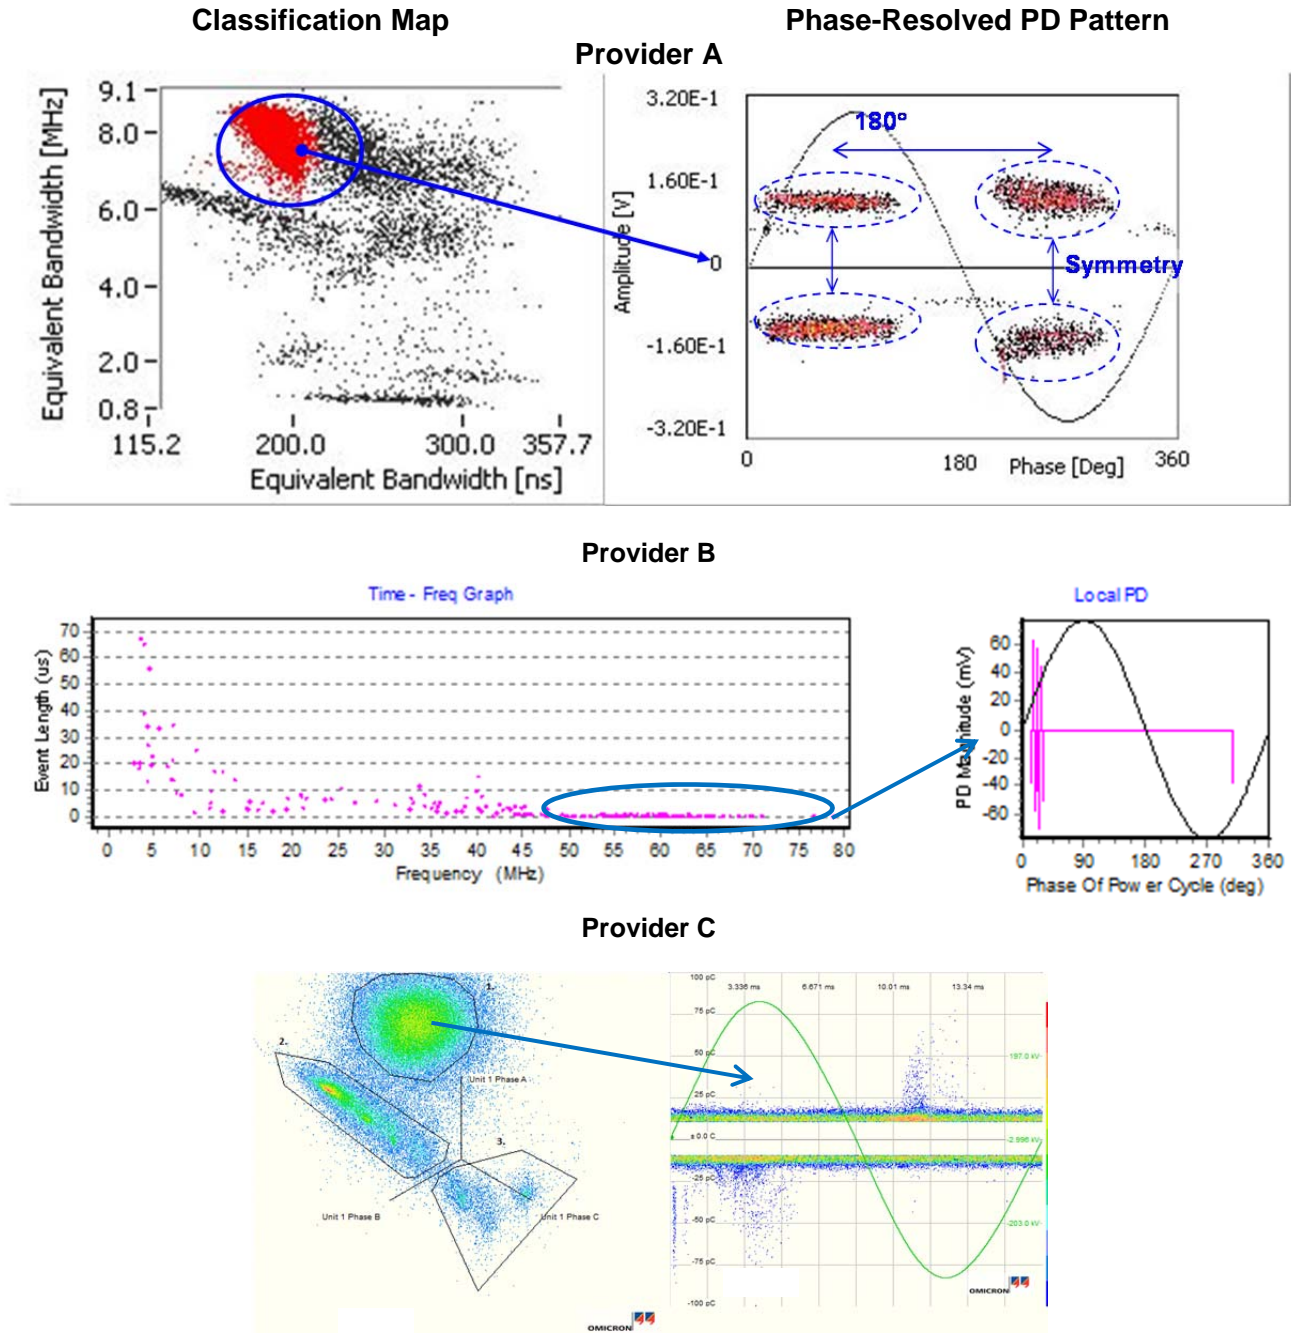 Classification Map
Phase-Resolved PD Pattern
Provider A
Equivalent Bandwidth [MHz]
9.1
8.0
6.0
4.0
2.0
0.8
115.2
200.0
300.0
357.7
Equivalent Bandwidth [ns]
Amplitude [V]
3.20E-1
1.60E-1
0
-1.60E-1
-3.20E-1
180°
Symmetry
0
180
Phase [Deg]
360
Provider B
Time - Freq Graph
Event Length (us)
70
60
50
40
30
20
10
0
0 5 10 15 20 25 30 35 40 45 50 55 60 65 70 75 80
Frequency (MHz)
Local PD
PD Magnitude (mV)
60
40
20
0
-20
-40
-60
0 90 180 270 360
Phase Of Power Cycle (deg)
Provider C
1.
2.
Unit 1 Phase A
3.
Unit 1 Phase B
Unit 1 Phase C
OMICRON
100 pC
3.336 ms
6.671 ms
10.01 ms
13.34 ms
75 pC
50 pC
197.0 kV
25 pC
±0.0 C
-2.996 kV
-25 pC
-50 pC
-203.0 kV
-75 pC
-100 pC
OMICRON